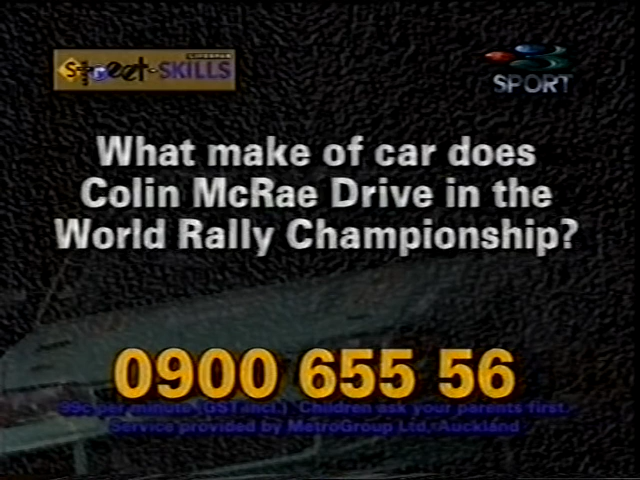 LIFESPAN
Street-SKILLS
SPORT
What make of car does
Colin McRae Drive in the
World Rally Championship?
0900 655 56
99c per minute (GST incl.) Children ask your parents first.
Service provided by MetroGroup Ltd, Auckland